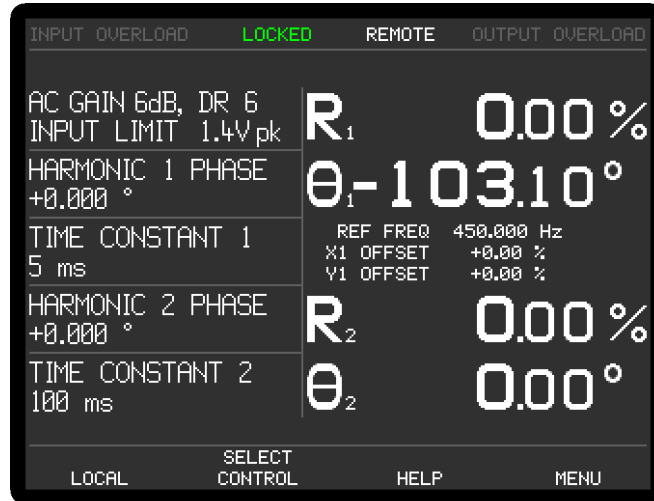 INPUT OVERLOAD LOCKED REMOTE OUTPUT OVERLOAD
AC GAIN 6dB, DR 6
INPUT LIMIT 1.4V pk
R1 0.00 %
HARMONIC 1 PHASE
+0.000 °
θ1 -103.10°
TIME CONSTANT 1
5 ms
REF FREQ 450.000 Hz
X1 OFFSET +0.00 %
Y1 OFFSET +0.00 %
HARMONIC 2 PHASE
+0.000 °
R2 0.00 %
TIME CONSTANT 2
100 ms
θ2 0.00°
LOCAL
SELECT
CONTROL
HELP
MENU